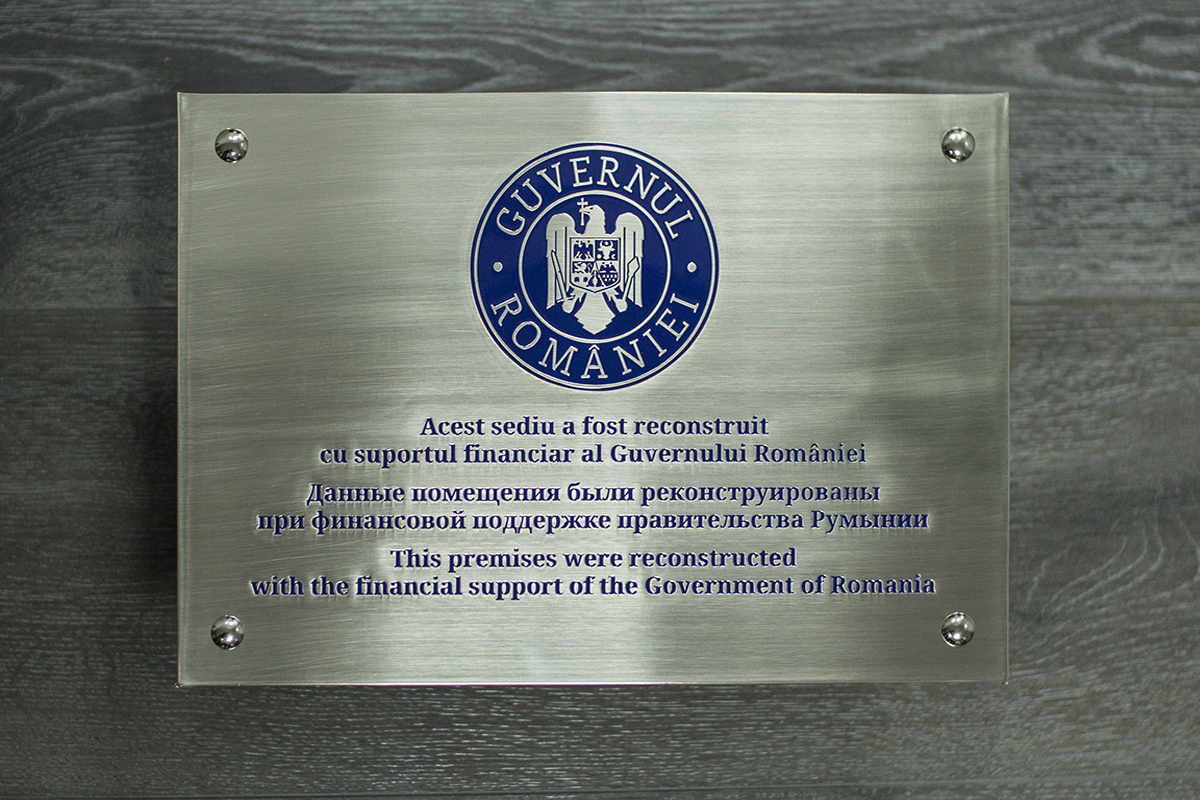 GUVERNUL
ROMÂNIEI
Acest sediu a fost reconstruit
cu suportul financiar al Guvernului României
Данные помещения были реконструированы
при финансовой поддержке правительства Румынии
This premises were reconstructed
with the financial support of the Government of Romania